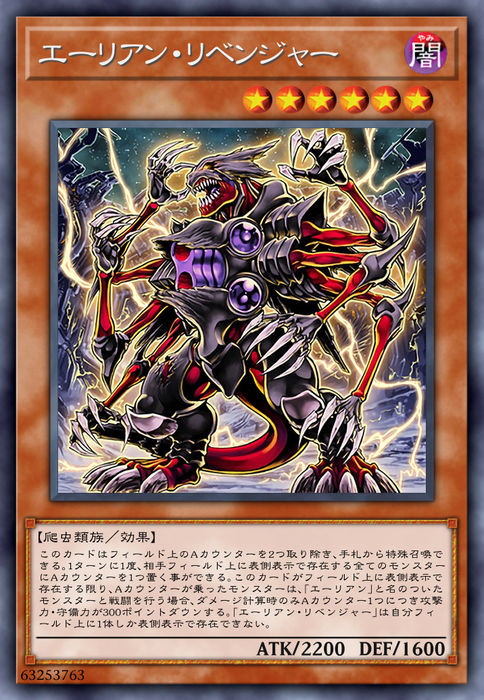 エーリアン・リベンジャー
やみ
闇
【爬虫類族／効果】
このカードはフィールド上のAカウンターを2つ取り除き、手札から特殊召喚で
きる。1ターンに1度、相手フィールド上に表側表示で存在する全てのモンスター
にAカウンターを1つ置く事ができる。このカードがフィールド上に表側表示で
存在する限り、Aカウンターが乗ったモンスターは、「エーリアン」と名のついた
モンスターと戦闘を行う場合、ダメージ計算時のみAカウンター1つにつき攻撃
力・守備力が300ポイントダウンする。「エーリアン・リベンジャー」は自分フィ
ールド上に1体しか表側表示で存在できない。
ATK/2200 DEF/1600
63253763